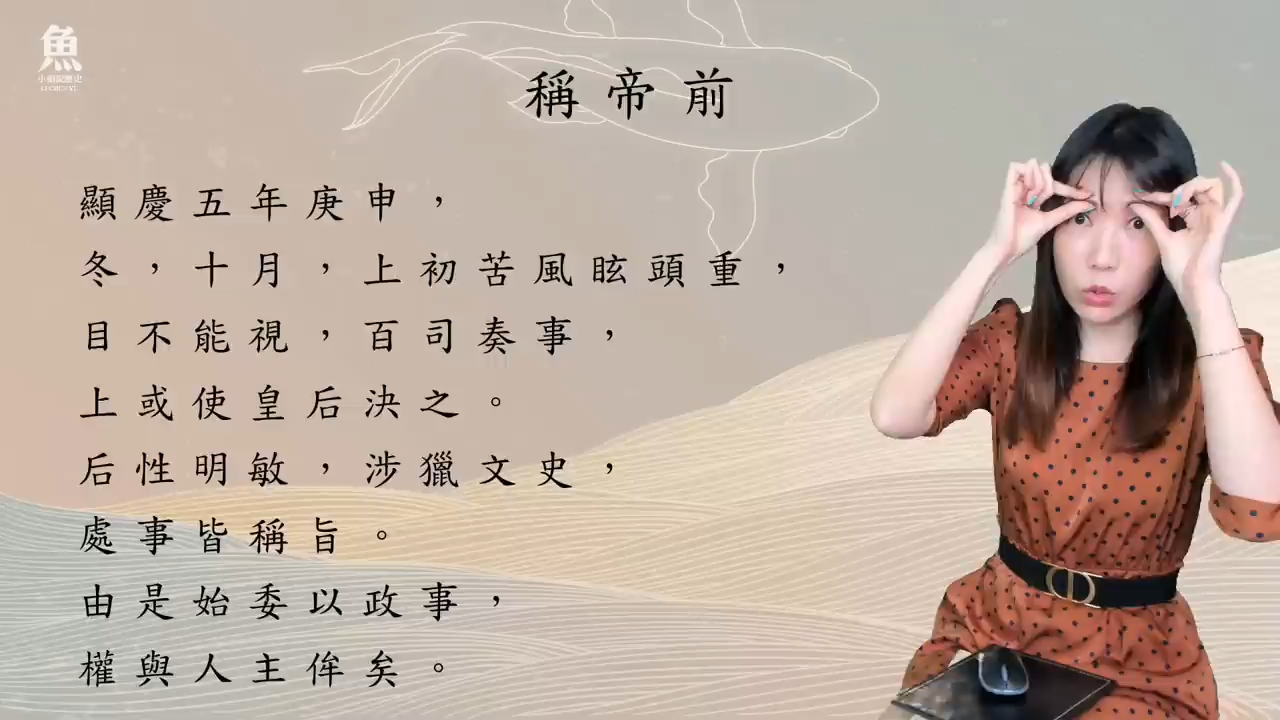 魚
稱帝前
顯慶五年庚申，
冬，十月，上初苦風眩頭重，
目不能視，百司奏事，
上或使皇后決之。
后性明敏，涉獵文史，
處事皆稱旨。
由是始委以政事，
權與人主侔矣。